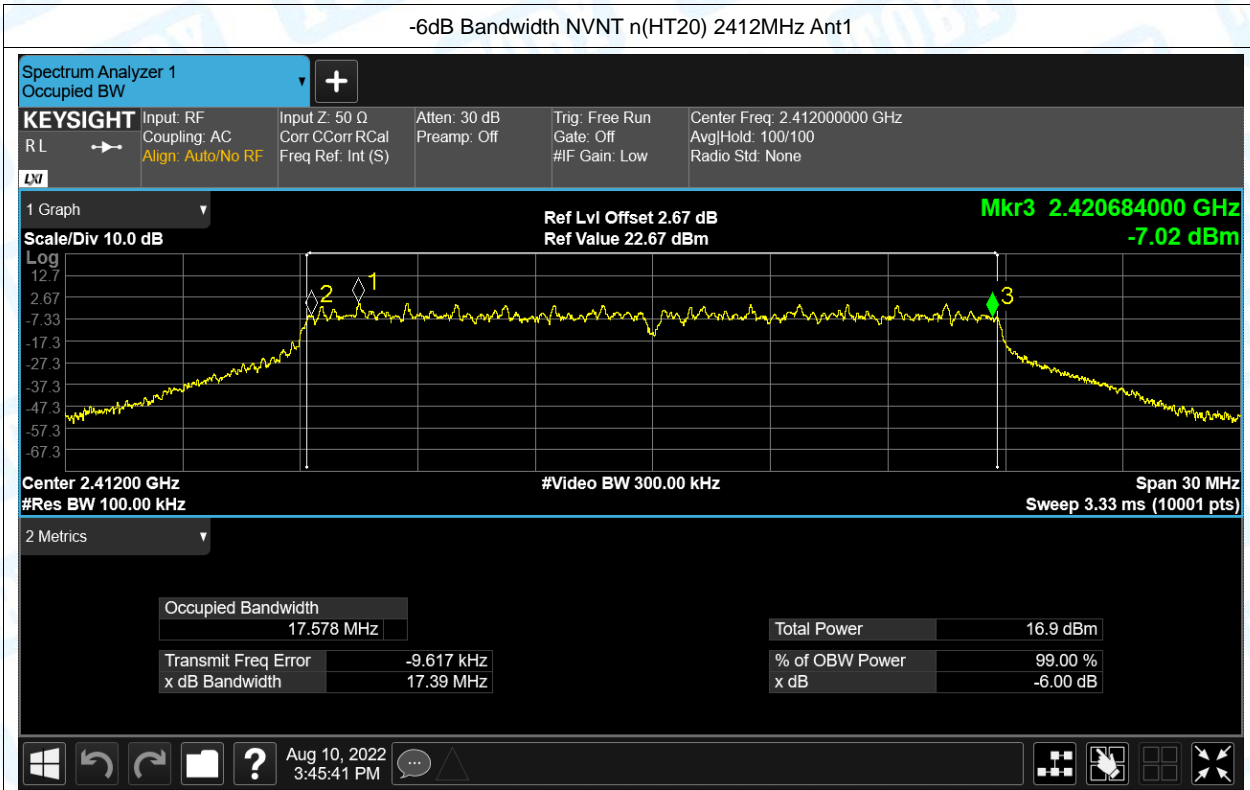 -6dB Bandwidth NVNT n(HT20) 2412MHz Ant1
Spectrum Analyzer 1
Occupied BW
KEYSIGHT
RL
LXI
Input: RF
Coupling: AC
Align: Auto/No RF
Input Z: 50 Ω
Corr CCorr RCal
Freq Ref: Int (S)
Atten: 30 dB
Preamp: Off
Trig: Free Run
Gate: Off
#IF Gain: Low
Center Freq: 2.412000000 GHz
Avg|Hold: 100/100
Radio Std: None
1 Graph
Scale/Div 10.0 dB
Ref Lvl Offset 2.67 dB
Ref Value 22.67 dBm
Mkr3 2.420684000 GHz
-7.02 dBm
Log
12.7
2.67
-7.33
-17.3
-27.3
-37.3
-47.3
-57.3
-67.3
2
1
3
Center 2.41200 GHz
#Res BW 100.00 kHz
#Video BW 300.00 kHz
Span 30 MHz
Sweep 3.33 ms (10001 pts)
2 Metrics
Occupied Bandwidth
17.578 MHz
Transmit Freq Error -9.617 kHz
x dB Bandwidth 17.39 MHz
Total Power 16.9 dBm
% of OBW Power 99.00 %
x dB -6.00 dB
Aug 10, 2022
3:45:41 PM